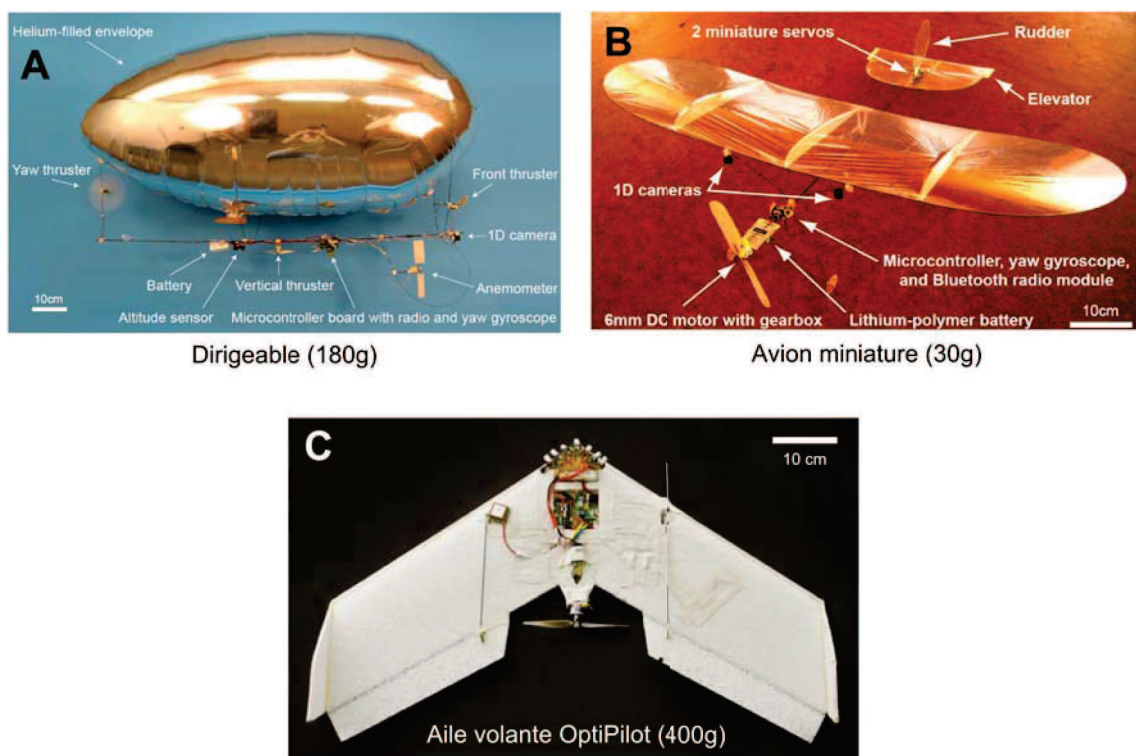 A
Helium-filled envelope
Yaw thruster
Front thruster
1D camera
Battery
Vertical thruster
Anemometer
10cm
Altitude sensor
Microcontroller board with radio and yaw gyroscope
Dirigeable (180g)
B
2 miniature servos
Rudder
Elevator
1D cameras
Microcontroller, yaw gyroscope,
and Bluetooth radio module
6mm DC motor with gearbox
Lithium-polymer battery
10cm
Avion miniature (30g)
C
10 cm
Aile volante OptiPilot (400g)